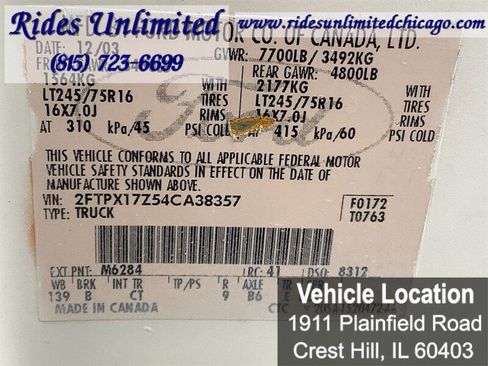 Rides Unlimited - www.ridesunlimitedchicago.com
(815) 723-6699
MOTOR CO. OF CANADA, LTD.
DATE: 12/03
GVWR: 7700LB/ 3492KG
REAR GAWR: 4800LB
1564KG WITH 2177KG WITH
LT245/75R16 TIRES LT245/75R16 TIRES
16X7.0J RIMS 16X7.0J RIMS
AT 310 kPa/45 PSI COLD AT 415 kPa/60 PSI COLD
Ford
THIS VEHICLE CONFORMS TO ALL APPLICABLE FEDERAL MOTOR
VEHICLE SAFETY STANDARDS IN EFFECT ON THE DATE OF
MANUFACTURE SHOWN ABOVE.
VIN: 2FTPX17Z54CA38357
TYPE: TRUCK
F0172
T0763
EXT PNT: M6284 RC: 41 DSO: 8312
WB BRK INT TR TP/PS R AXLE TR
139 B CT 9 B6 E
MADE IN CANADA
Vehicle Location
1911 Plainfield Road
Crest Hill, IL 60403